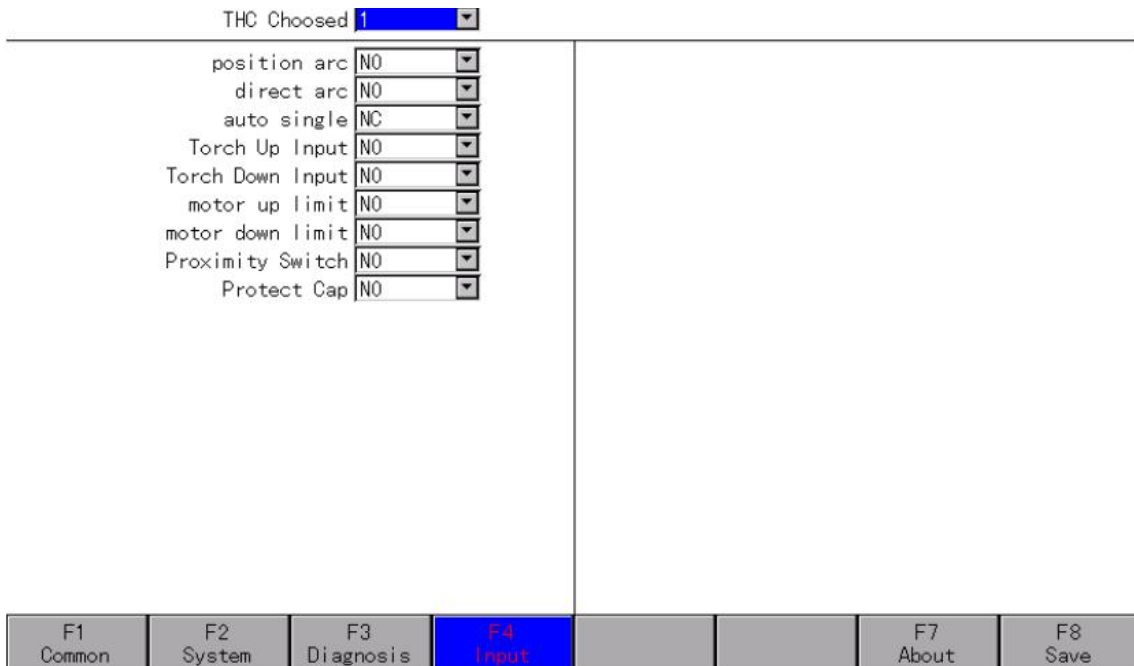 THC Choosed 1
position arc NO
direct arc NO
auto single NC
Torch Up Input NO
Torch Down Input NO
motor up limit NO
motor down limit NO
Proximity Switch NO
Protect Cap NO
F1 F2 F3 F4 F7 F8
Common System Diagnosis Input About Save